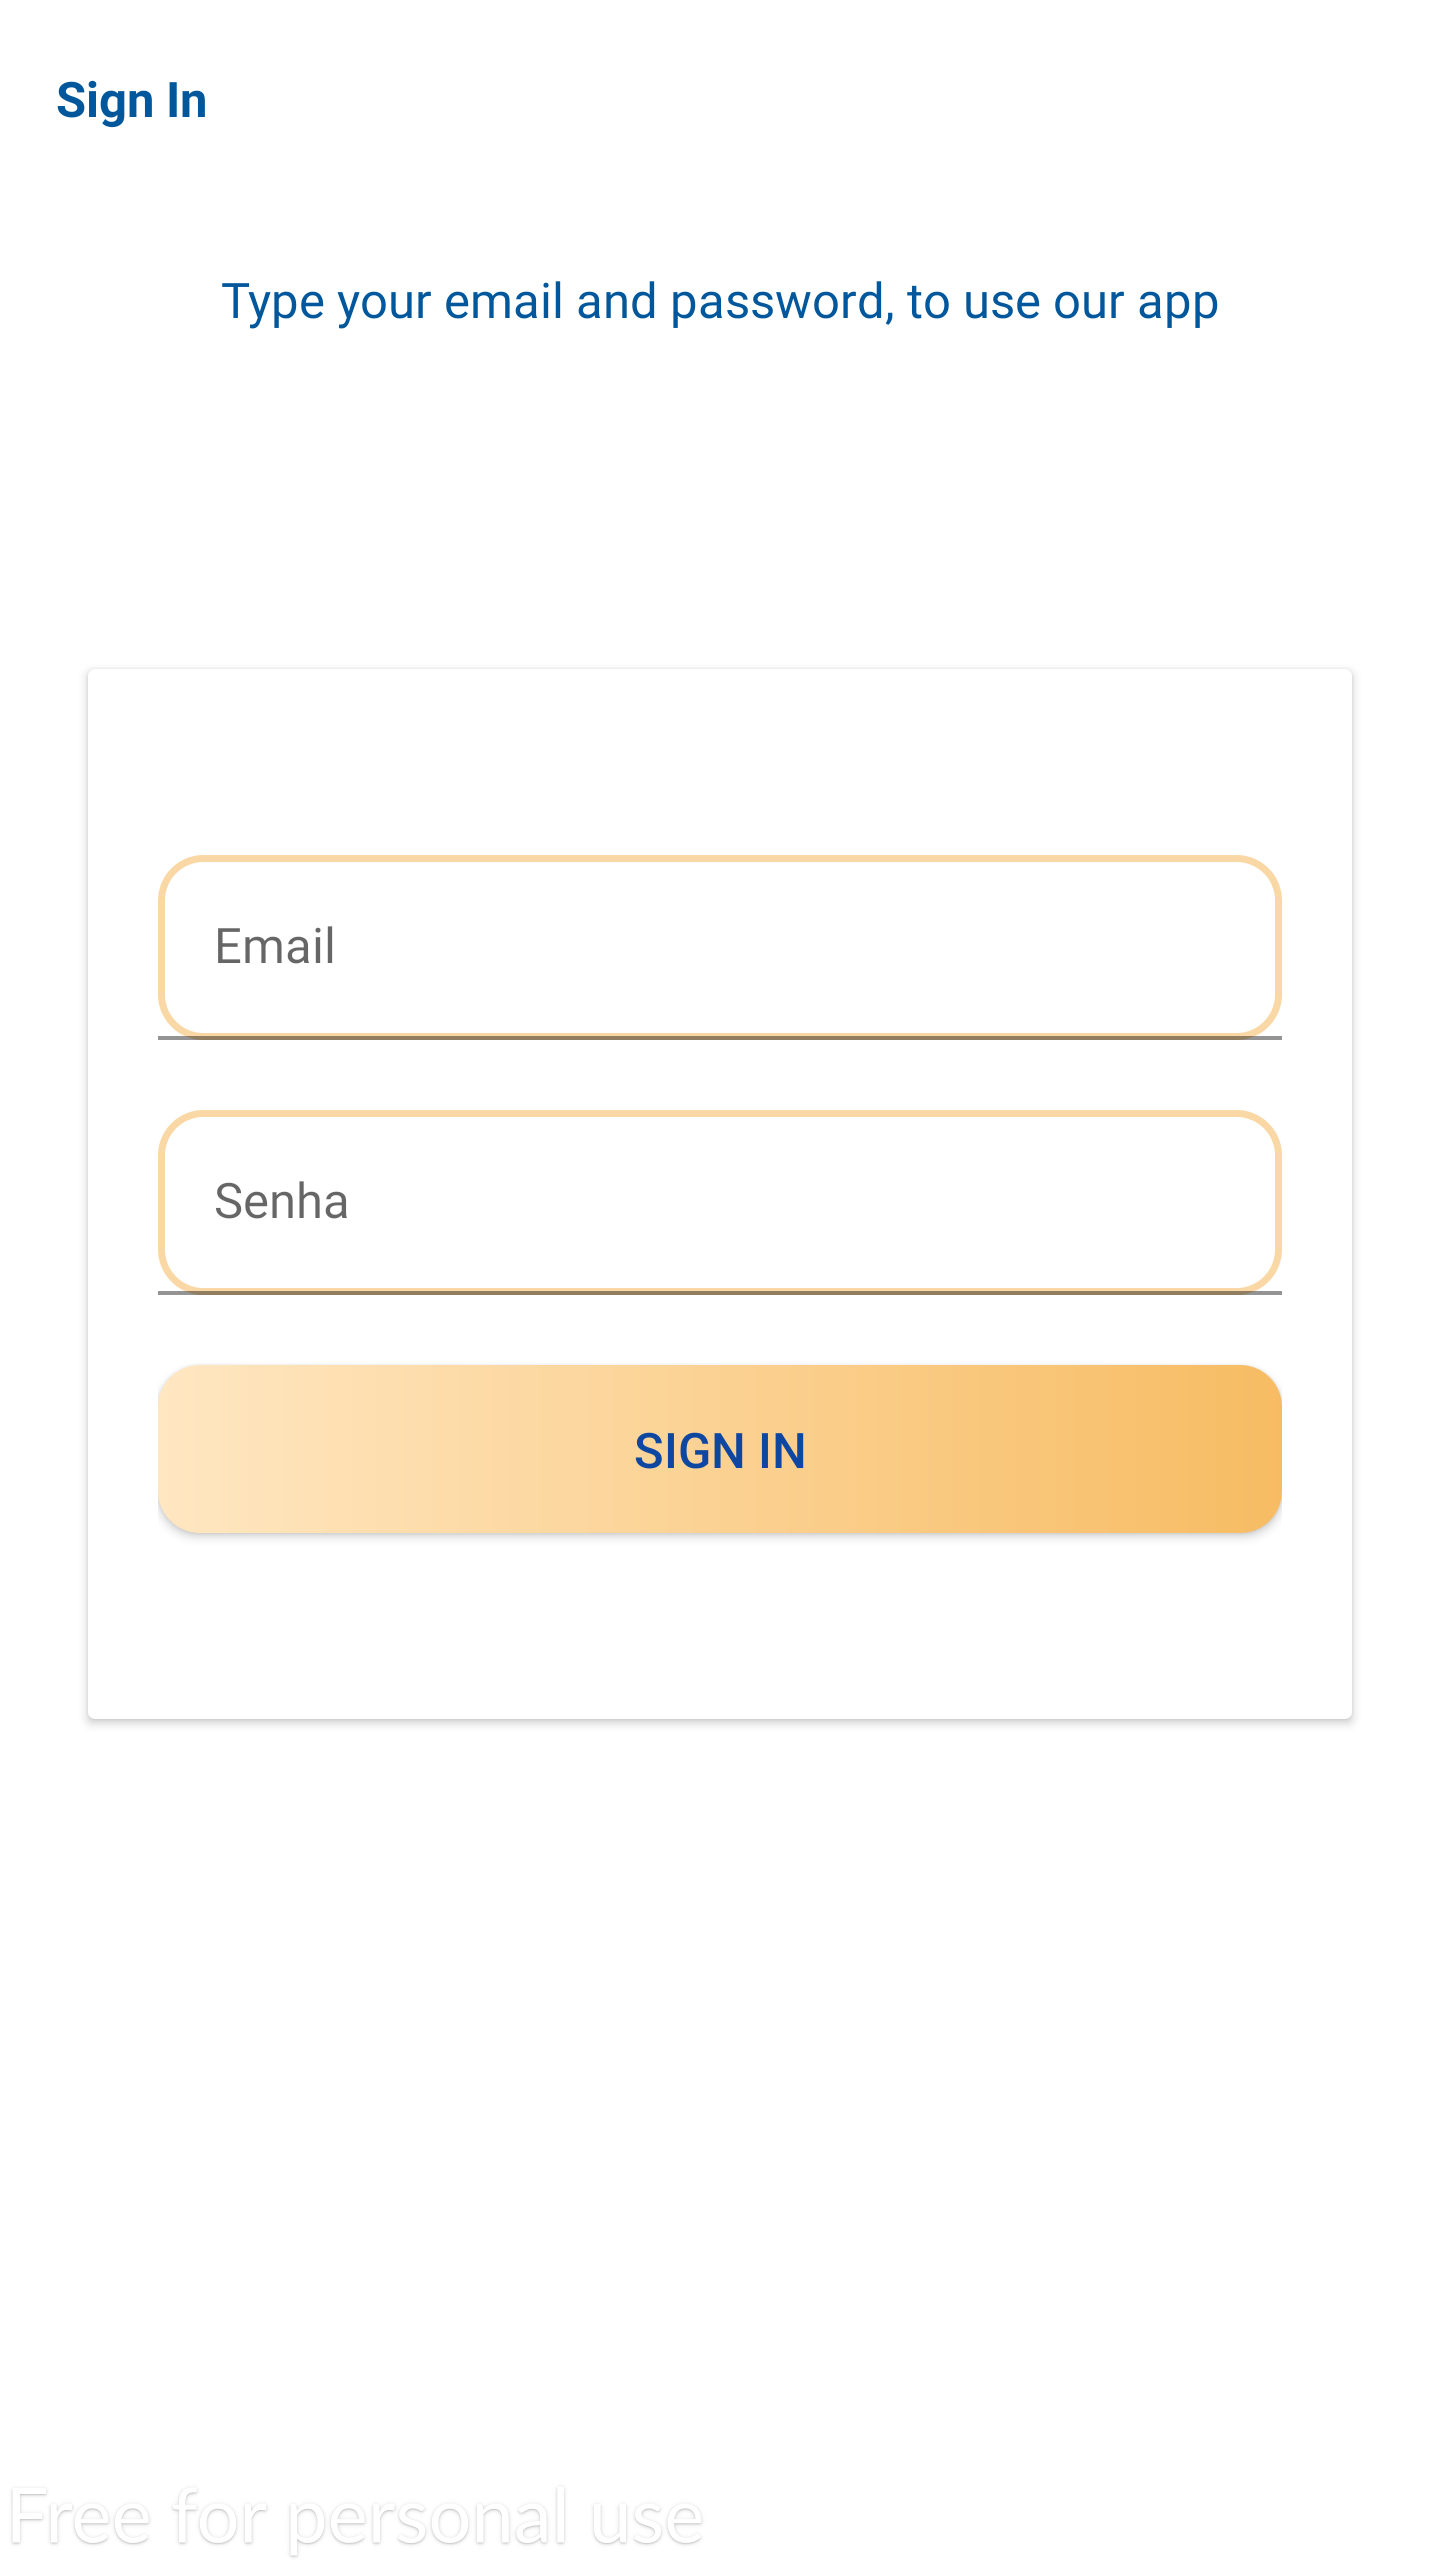 Sign In
Type your email and password, to use our app
Email
Senha
SIGN IN
Free for personal use